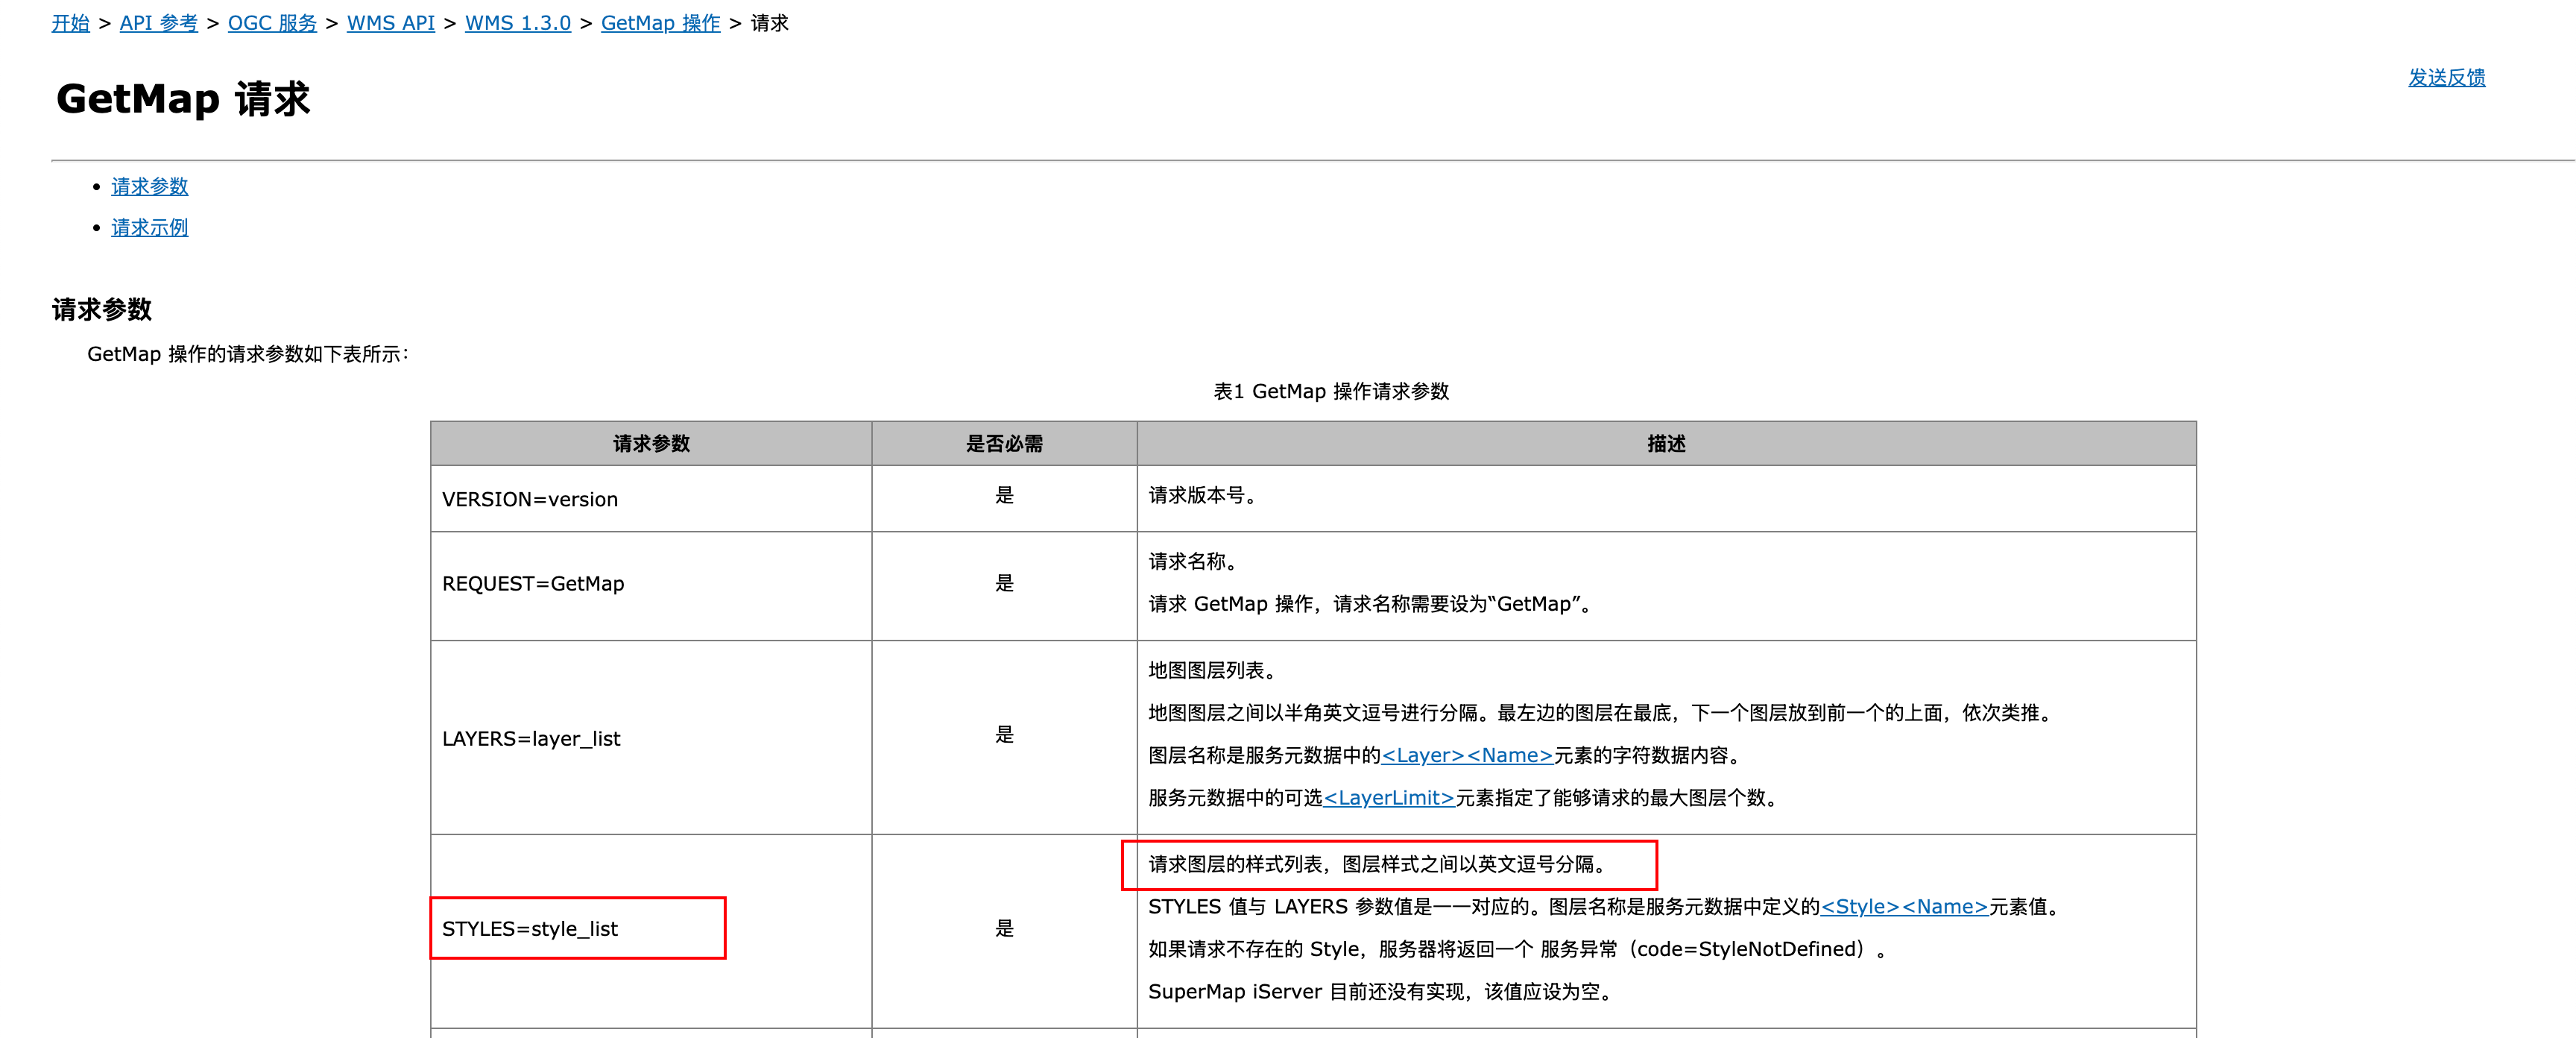 开始 > API 参考 > OGC 服务 > WMS API > WMS 1.3.0 > GetMap 操作 > 请求
发送反馈
GetMap 请求
• 请求参数
• 请求示例
请求参数
GetMap 操作的请求参数如下表所示：
表1 GetMap 操作请求参数
请求参数 是否必需 描述
VERSION=version 是 请求版本号。
REQUEST=GetMap 是 请求名称。
请求 GetMap 操作，请求名称需要设为“GetMap”。
LAYERS=layer_list 是 地图图层列表。
地图图层之间以半角英文逗号进行分隔。最左边的图层在最底，下一个图层放到前一个的上面，依次类推。
图层名称是服务元数据中的<Layer><Name>元素的字符数据内容。
服务元数据中的可选<LayerLimit>元素指定了能够请求的最大图层个数。
STYLES=style_list 是 请求图层的样式列表，图层样式之间以英文逗号分隔。
STYLES 值与 LAYERS 参数值是一一对应的。图层名称是服务元数据中定义的<Style><Name>元素值。
如果请求不存在的 Style，服务器将返回一个 服务异常（code=StyleNotDefined）。
SuperMap iServer 目前还没有实现，该值应设为空。